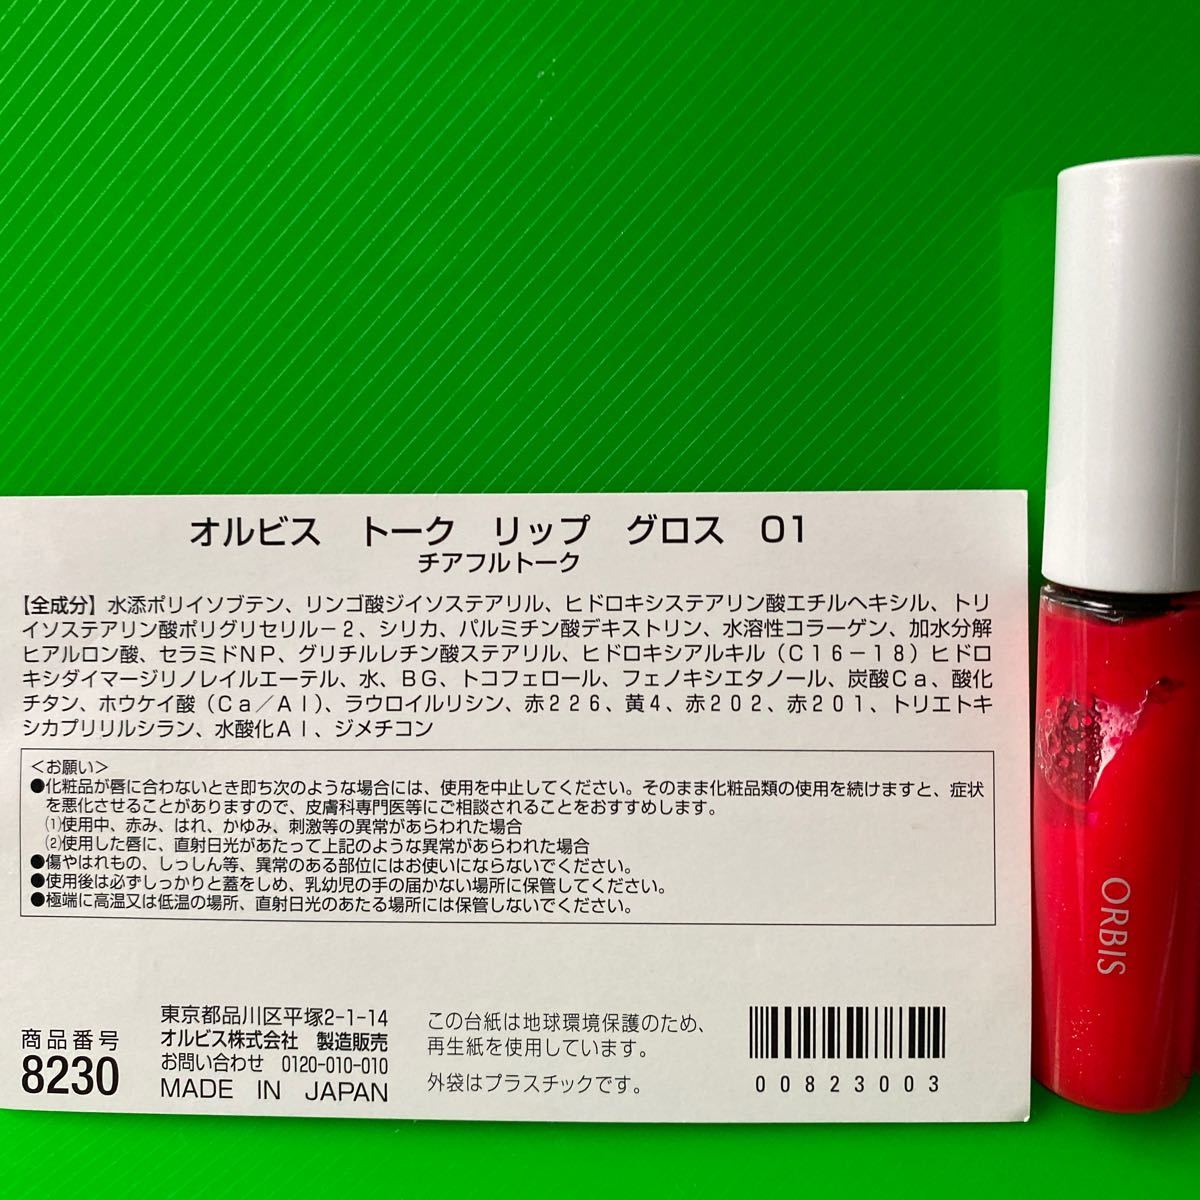 オルビス　トーク　リップ　グロス　01
チアフルトーク
【全成分】水添ポリイソブテン、リンゴ酸ジイソステアリル、ヒドロキシステアリン酸エチルヘキシル、トリ
イソステアリン酸ポリグリセリルー2、シリカ、パルミチン酸デキストリン、水溶性コラーゲン、加水分解
ヒアルロン酸、セラミドNP、グリチルレチン酸ステアリル、ヒドロキシアルキル（C16－18）ヒドロ
キシダイマージリノレイルエーテル、水、BG、トコフェロール、フェノキシエタノール、炭酸Ca、酸化
チタン、ホウケイ酸（Ca／Al）、ラウロイルリシン、赤226、黄4、赤202、赤201、トリエトキ
シカプリリルシラン、水酸化Al、ジメチコン
＜お願い＞
●化粧品が唇に合わないとき即ち次のような場合には、使用を中止してください。そのまま化粧品類の使用を続けますと、症状
を悪化させることがありますので、皮膚科専門医等にご相談されることをおすすめします。
⑴使用中、赤み、はれ、かゆみ、刺激等の異常があらわれた場合
⑵使用した唇に、直射日光があたって上記のような異常があらわれた場合
●傷やはれもの、しっしん等、異常のある部位にはお使いにならないでください。
●使用後は必ずしっかりと蓋をしめ、乳幼児の手の届かない場所に保管してください。
●極端に高温又は低温の場所、直射日光のあたる場所には保管しないでください。
商品番号
8230
東京都品川区平塚2-1-14
オルビス株式会社　製造販売
お問い合わせ　0120-010-010
MADE IN JAPAN
この台紙は地球環境保護のため、
再生紙を使用しています。
外袋はプラスチックです。
00823003
ORBIS